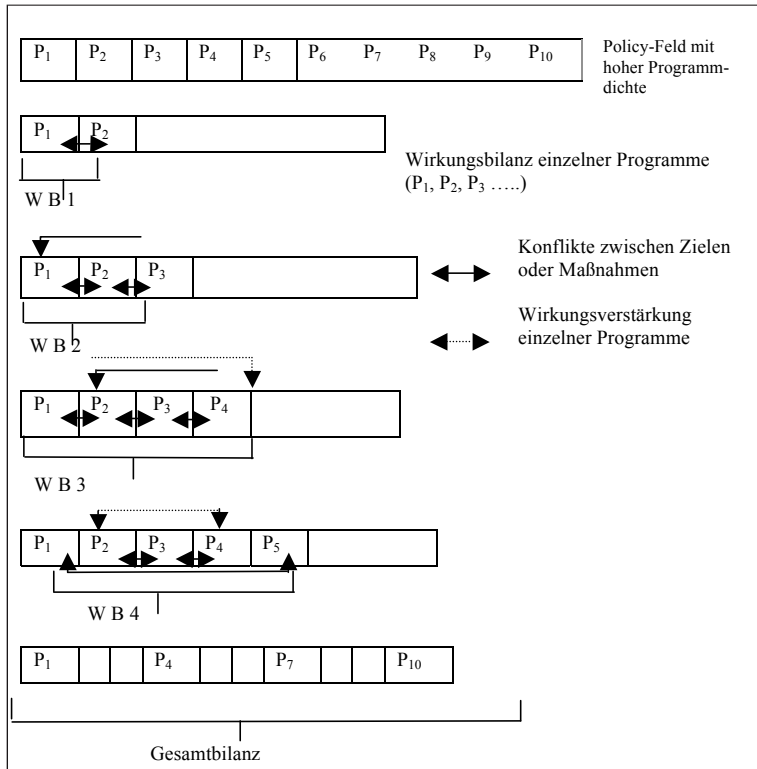 P1 P2 P3 P4 P5 P6 P7 P8 P9 P10
Policy-Feld mit
hoher Programm-
dichte
P1 P2
W B 1
Wirkungsbilanz einzelner Programme
(P1, P2, P3 …..)
P1 P2 P3
W B 2
Konflikte zwischen Zielen
oder Maßnahmen
Wirkungsverstärkung
einzelner Programme
P1 P2 P3 P4
W B 3
P1 P2 P3 P4 P5
W B 4
P1 P4 P7 P10
Gesamtbilanz